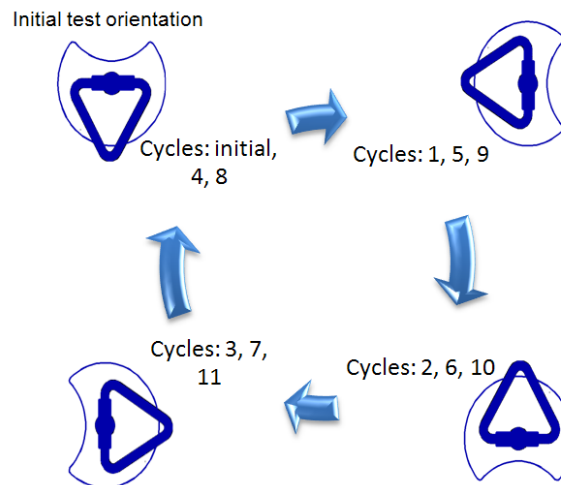 Initial test orientation
Cycles: initial,
4, 8
Cycles: 1, 5, 9
Cycles: 3, 7,
11
Cycles: 2, 6, 10